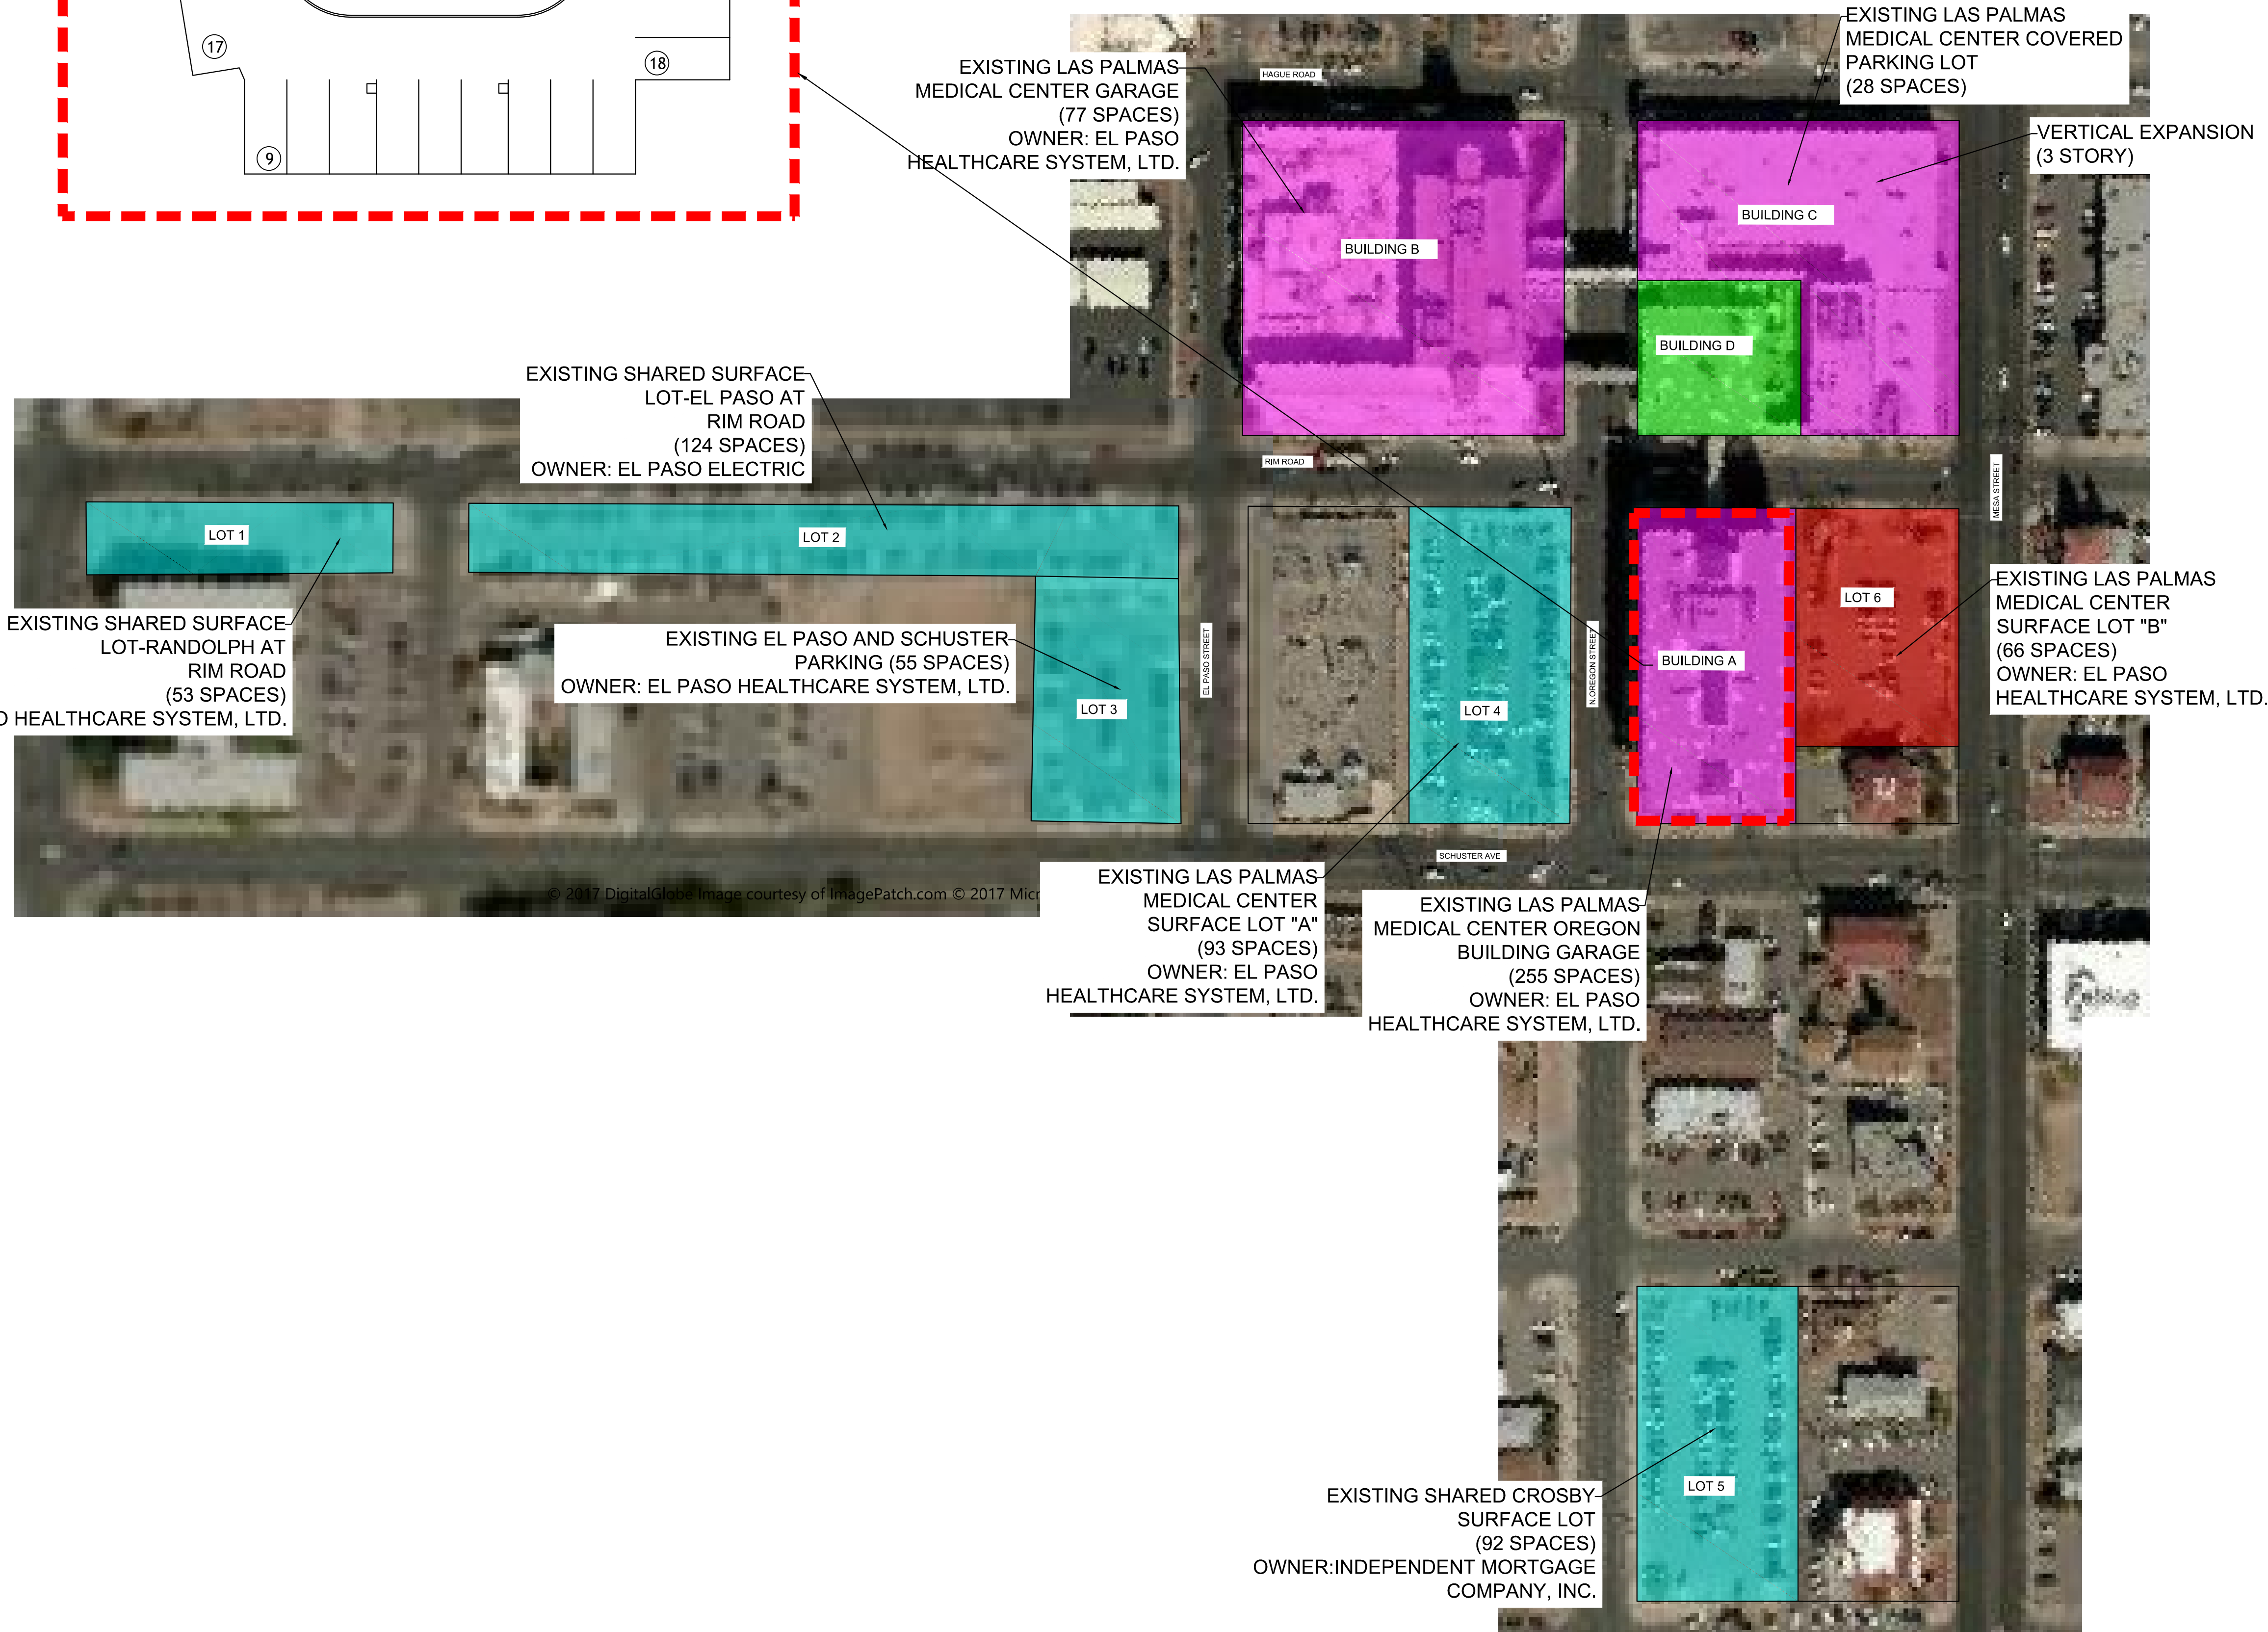 17
18
9
EXISTING LAS PALMAS
MEDICAL CENTER GARAGE
(77 SPACES)
OWNER: EL PASO
HEALTHCARE SYSTEM, LTD.
HAGUE ROAD
EXISTING LAS PALMAS
MEDICAL CENTER COVERED
PARKING LOT
(28 SPACES)
VERTICAL EXPANSION
(3 STORY)
BUILDING B
BUILDING C
BUILDING D
EXISTING SHARED SURFACE
LOT-EL PASO AT
RIM ROAD
(124 SPACES)
OWNER: EL PASO ELECTRIC
RIM ROAD
MESA STREET
LOT 1
LOT 2
EXISTING SHARED SURFACE
LOT-RANDOLPH AT
RIM ROAD
(53 SPACES)
O HEALTHCARE SYSTEM, LTD.
EXISTING EL PASO AND SCHUSTER
PARKING (55 SPACES)
OWNER: EL PASO HEALTHCARE SYSTEM, LTD.
LOT 3
EL PASO STREET
LOT 4
N.OREGON STREET
BUILDING A
LOT 6
EXISTING LAS PALMAS
MEDICAL CENTER
SURFACE LOT "B"
(66 SPACES)
OWNER: EL PASO
HEALTHCARE SYSTEM, LTD.
SCHUSTER AVE
© 2017 DigitalGlobe Image courtesy of ImagePatch.com © 2017 Micr
EXISTING LAS PALMAS
MEDICAL CENTER
SURFACE LOT "A"
(93 SPACES)
OWNER: EL PASO
HEALTHCARE SYSTEM, LTD.
EXISTING LAS PALMAS
MEDICAL CENTER OREGON
BUILDING GARAGE
(255 SPACES)
OWNER: EL PASO
HEALTHCARE SYSTEM, LTD.
LOT 5
EXISTING SHARED CROSBY
SURFACE LOT
(92 SPACES)
OWNER:INDEPENDENT MORTGAGE
COMPANY, INC.